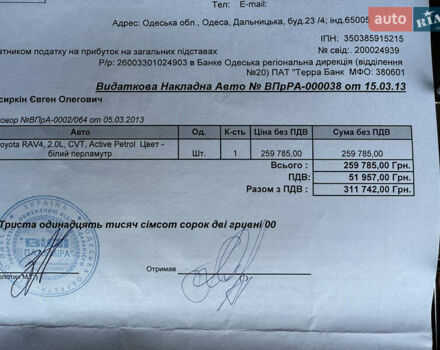 Тел: E-mail:
Адрес: Одеська обл., Одеса, Дальницька, буд.23 /4; інд.65005
ІПН: 350385915215
№ свід: 200024939
атником податку на прибуток на загальних підставах
Р/р: 26003301024903 в Банке Одеська регіональна дирекція (відділення
№20) ПАТ "Терра Банк МФО: 380601
Видаткова Накладна Авто № ВПрРА-000038 от 15.03.13
сиркін Євген Олегович
овор №ВПрА-0002/064 от 05.03.2013
Авто Од. К-сть Ціна без ПДВ Сума без ПДВ
oyota RAV4, 2.0L, CVT, Active Petrol Цвет -
білий перламутр Шт. 1 259 785,00 259 785,00 Грн.
Всього : 259 785,00 Грн.
ПДВ: 51 957,00 Грн.
Разом з ПДВ : 311 742,00 Грн.
Триста одинадцять тисяч сімсот сорок дві гривні 00
Отримав
УКРАЇНА
auto RIA